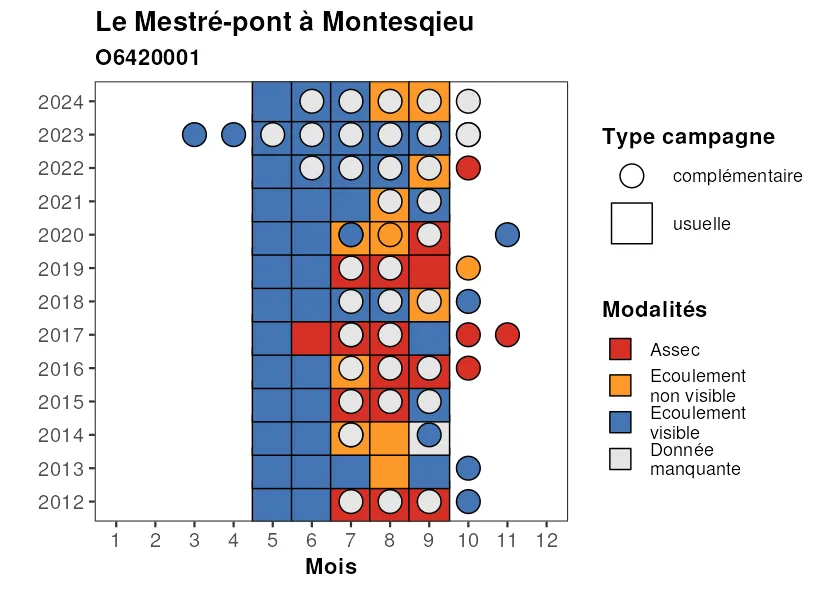 Le Mestré-pont à Montesqieu
O6420001
2024
2023
2022
2021
2020
2019
2018
2017
2016
2015
2014
2013
2012
1 2 3 4 5 6 7 8 9 10 11 12
Mois
Type campagne
complémentaire
usuelle
Modalités
Assec
Ecoulement
non visible
Ecoulement
visible
Donnée
manquante